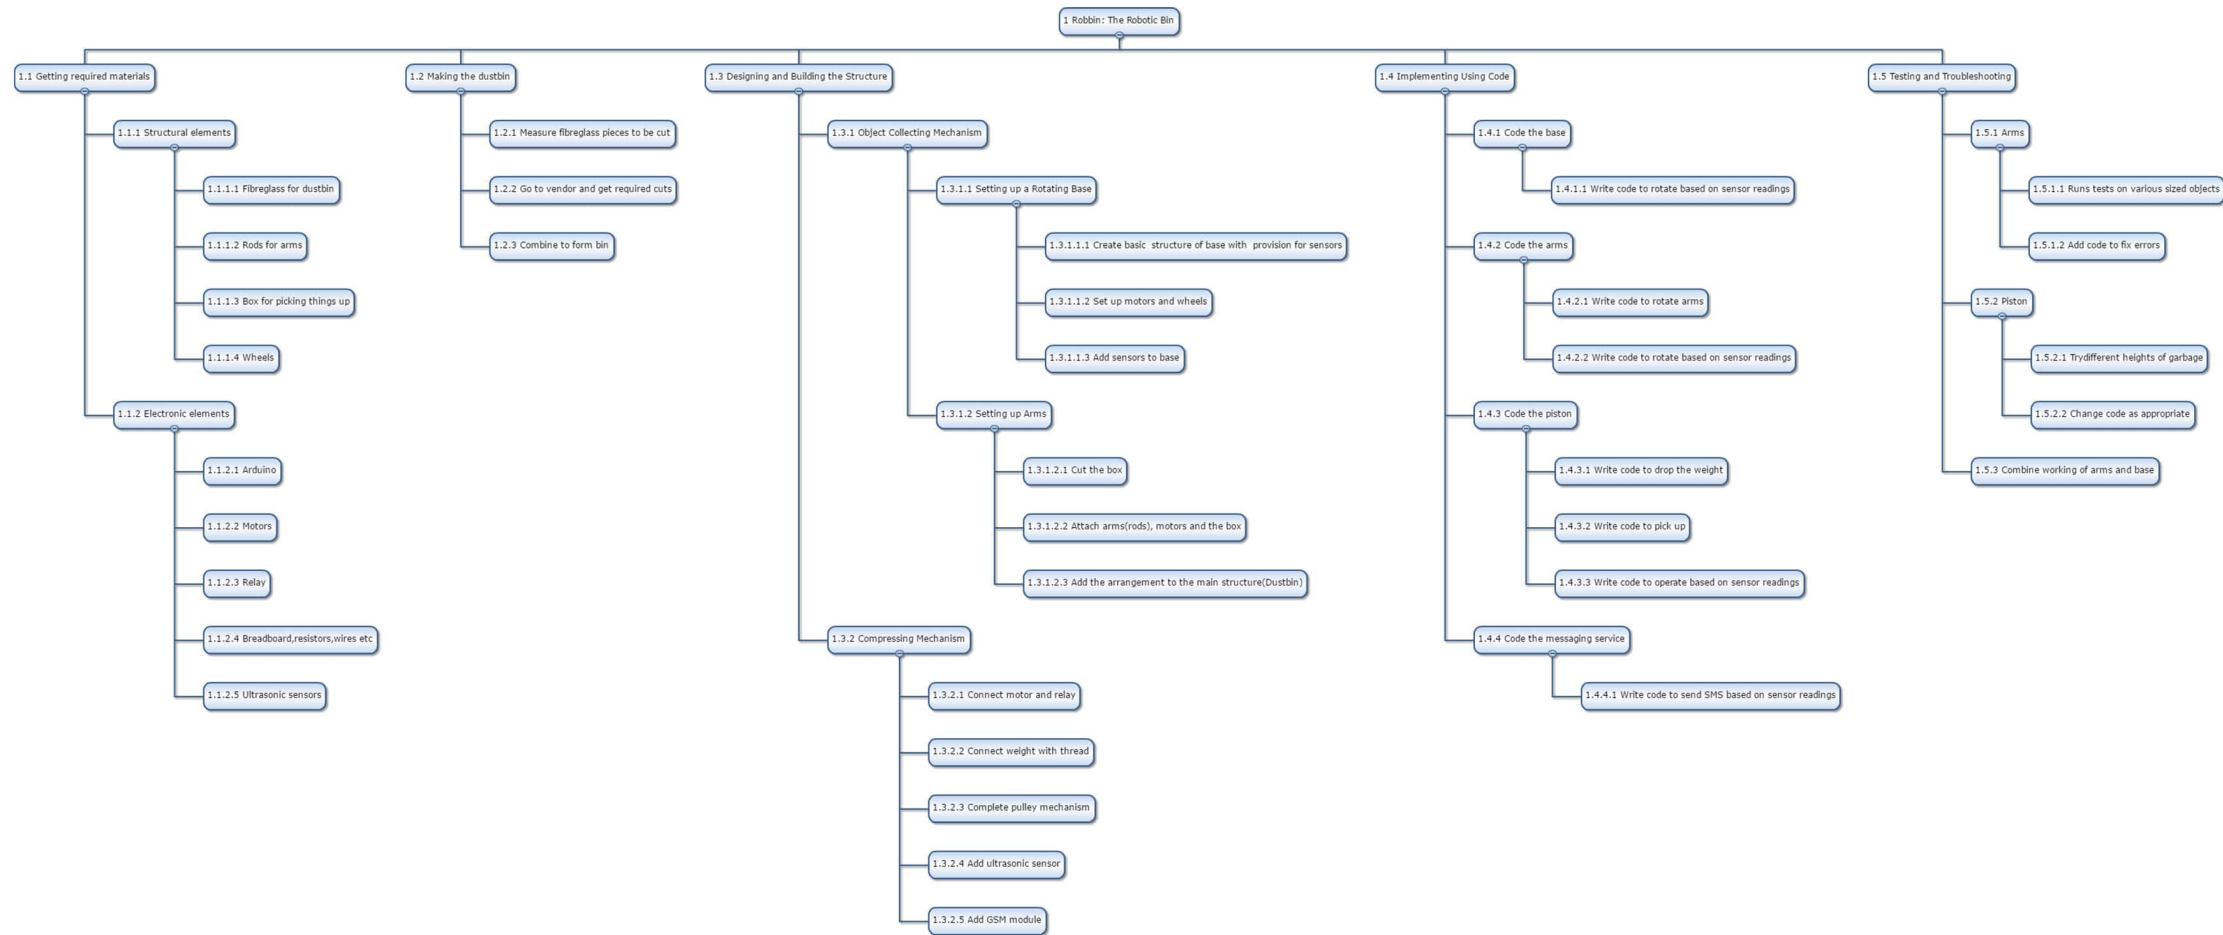 1 Robbin: The Robotic Bin
1.1 Getting required materials
1.1.1 Structural elements
1.1.1.1 Fibreglass for dustbin
1.1.1.2 Rods for arms
1.1.1.3 Box for picking things up
1.1.1.4 Wheels
1.1.2 Electronic elements
1.1.2.1 Arduino
1.1.2.2 Motors
1.1.2.3 Relay
1.1.2.4 Breadboard,resistors,wires etc
1.1.2.5 Ultrasonic sensors
1.2 Making the dustbin
1.2.1 Measure fibreglass pieces to be cut
1.2.2 Go to vendor and get required cuts
1.2.3 Combine to form bin
1.3 Designing and Building the Structure
1.3.1 Object Collecting Mechanism
1.3.1.1 Setting up a Rotating Base
1.3.1.1.1 Create basic  structure of base with  provision for sensors
1.3.1.1.2 Set up motors and wheels
1.3.1.1.3 Add sensors to base
1.3.1.2 Setting up Arms
1.3.1.2.1 Cut the box
1.3.1.2.2 Attach arms(rods), motors and the box
1.3.1.2.3 Add the arrangement to the main structure(Dustbin)
1.3.2 Compressing Mechanism
1.3.2.1 Connect motor and relay
1.3.2.2 Connect weight with thread
1.3.2.3 Complete pulley mechanism
1.3.2.4 Add ultrasonic sensor
1.3.2.5 Add GSM module
1.4 Implementing Using Code
1.4.1 Code the base
1.4.1.1 Write code to rotate based on sensor readings
1.4.2 Code the arms
1.4.2.1 Write code to rotate arms
1.4.2.2 Write code to rotate based on sensor readings
1.4.3 Code the piston
1.4.3.1 Write code to drop the weight
1.4.3.2 Write code to pick up
1.4.3.3 Write code to operate based on sensor readings
1.4.4 Code the messaging service
1.4.4.1 Write code to send SMS based on sensor readings
1.5 Testing and Troubleshooting
1.5.1 Arms
1.5.1.1 Runs tests on various sized objects
1.5.1.2 Add code to fix errors
1.5.2 Piston
1.5.2.1 Trydifferent heights of garbage
1.5.2.2 Change code as appropriate
1.5.3 Combine working of arms and base